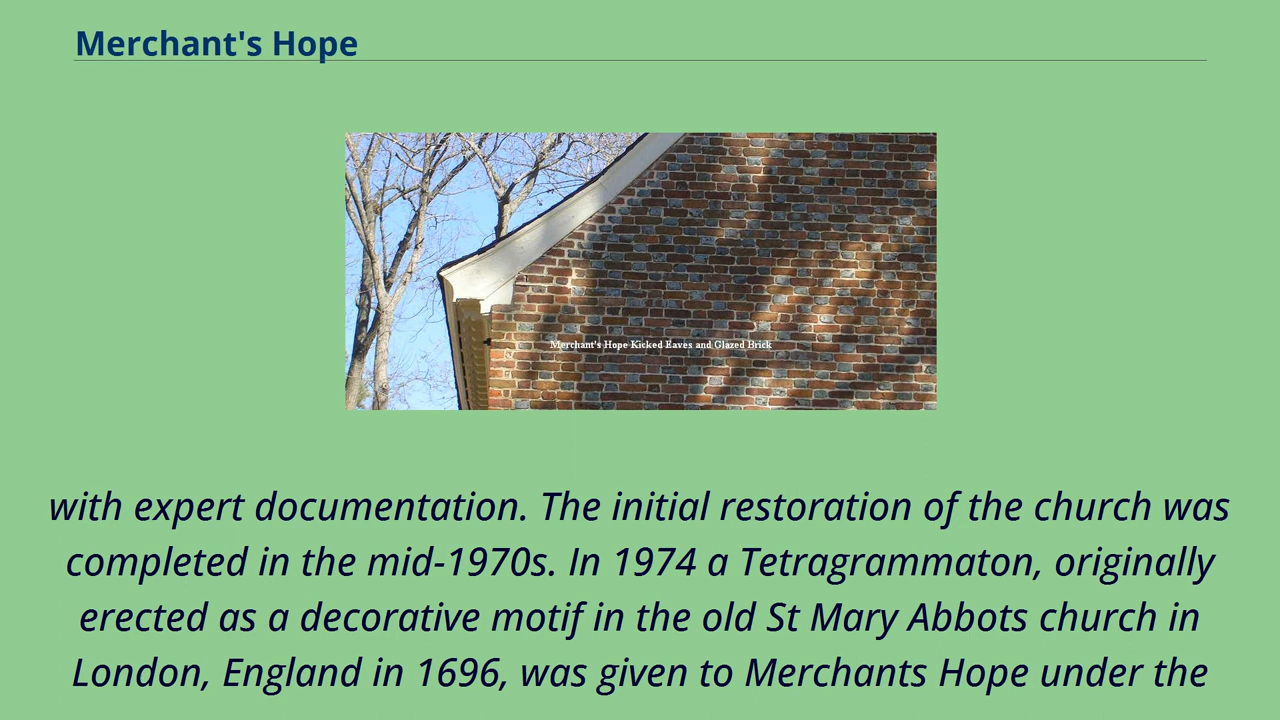 Merchant's Hope
Merchant's Hope Kicked Eaves and Glazed Brick
with expert documentation. The initial restoration of the church was
completed in the mid-1970s. In 1974 a Tetragrammaton, originally
erected as a decorative motif in the old St Mary Abbots church in
London, England in 1696, was given to Merchants Hope under the